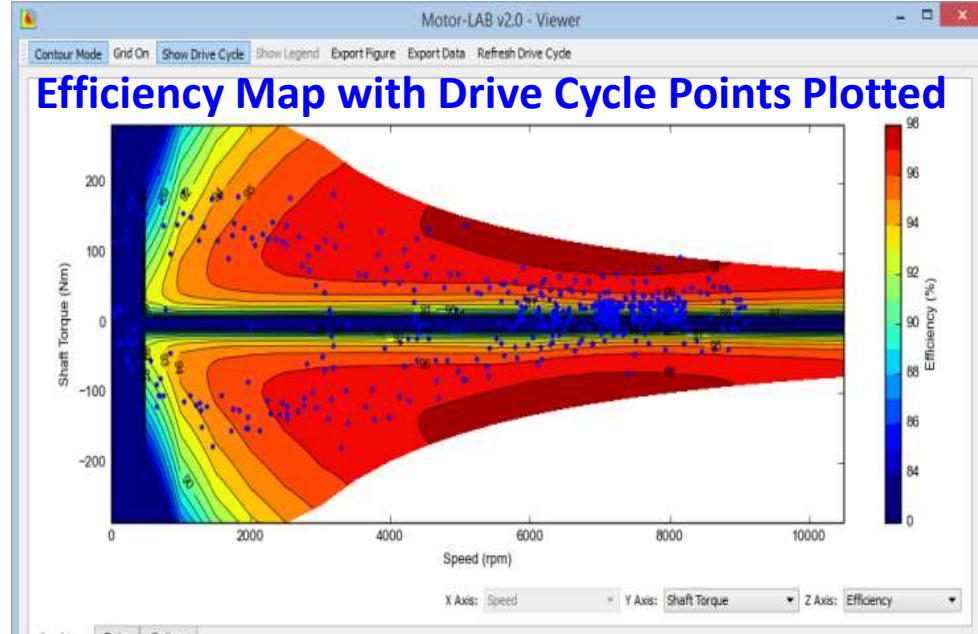 Motor-LAB v2.0 - Viewer
Contour Mode Grid On Show Drive Cycle Show Legend Export Figure Export Data Refresh Drive Cycle
Efficiency Map with Drive Cycle Points Plotted
98
200
96
94
100
92
0
90
88
−100
86
−200
84
0
0 2000 4000 6000 8000 10000
Shaft Torque (Nm)
Efficiency (%)
Speed (rpm)
X Axis: Speed Y Axis: Shaft Torque Z Axis: Efficiency